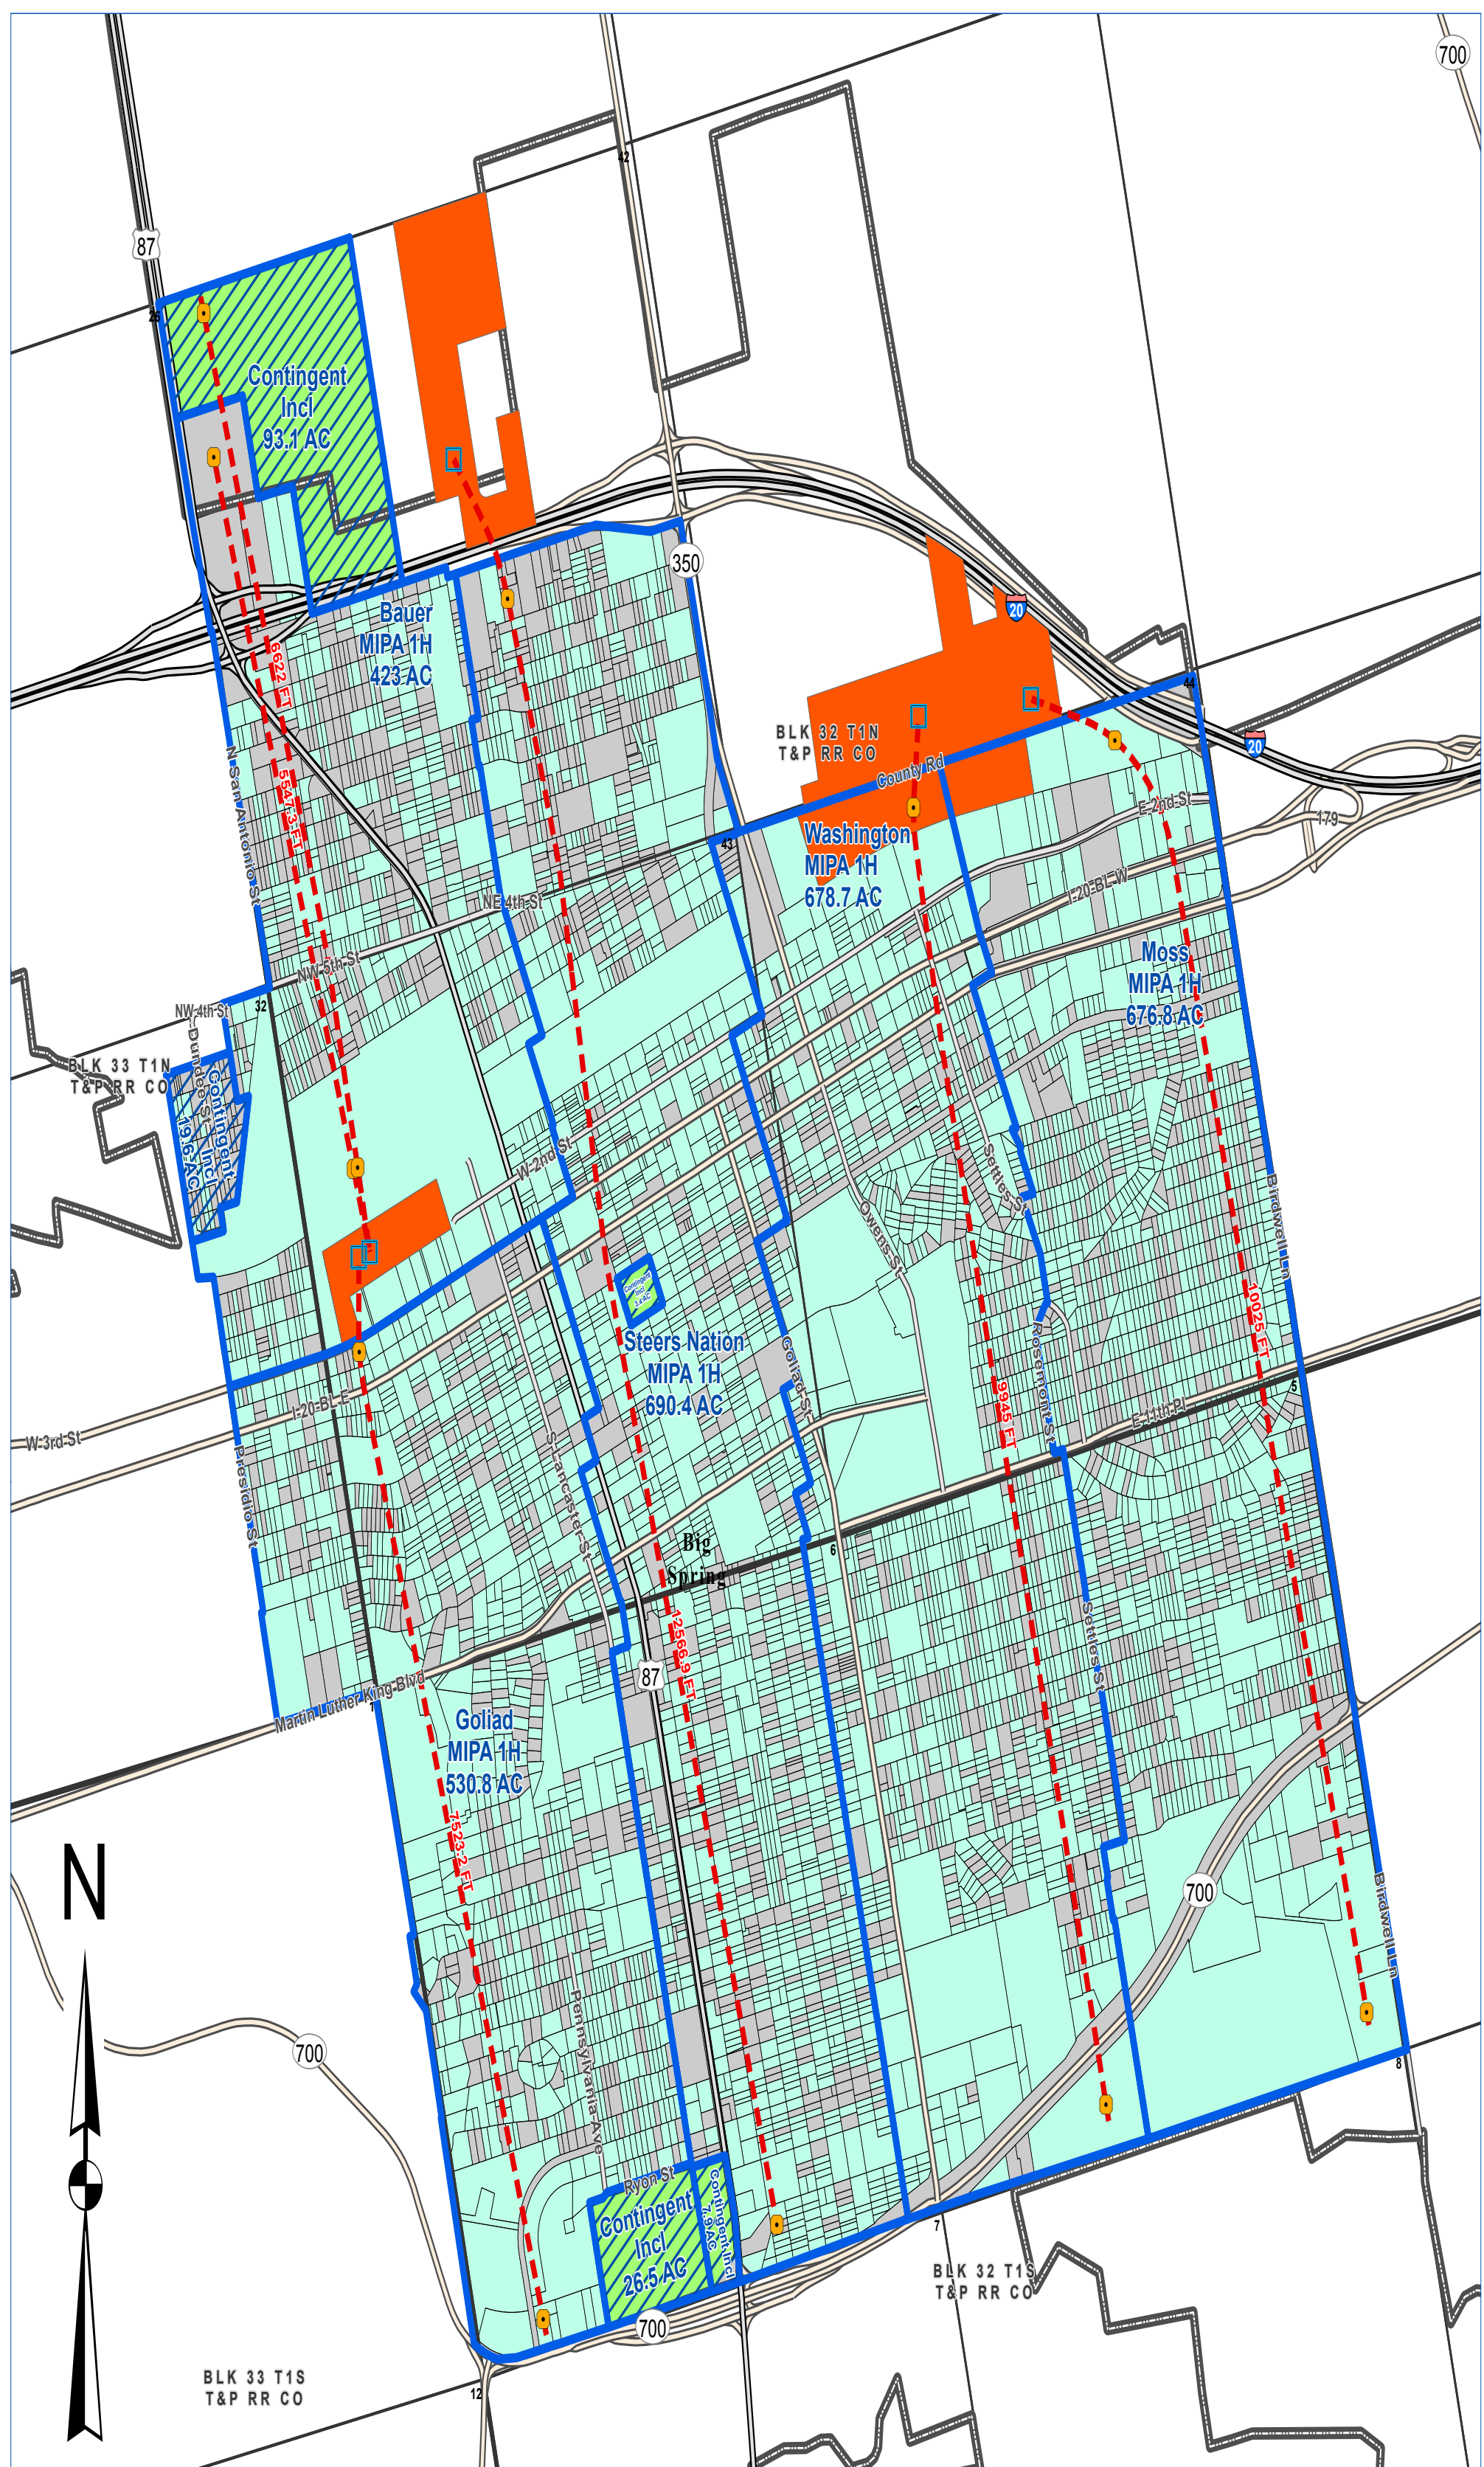 700
42
87
26
Contingent
Incl
93.1 AC
350
20
Bauer
MIPA 1H
423 AC
6622 FT
44
BLK 32 T1N
T&P RR CO
20
County Rd
5547.3 FT
N San Antonio St
E 2nd St
179
43
Washington
MIPA 1H
678.7 AC
I-20-BL-W
NE 4th St
Moss
MIPA 1H
676.8 AC
NW 5th St
32
NW 4th St
BLK 33 T1N
T&P RR CO
Dundee St
Contingent
Incl
19.6 AC
W 2nd St
Settles St
Birdwell Ln
Owens St
Contingent
Incl
3.4 AC
10025 FT
Steers Nation
MIPA 1H
690.4 AC
Goliad St
Rosemont St
9945 FT
5
I-20-BL-E
E 11th Pl
W 3rd St
S Lancaster St
Presidio St
Big
Spring
6
12566.9 FT
Settles St
87
Martin Luther King Blvd
1
Goliad
MIPA 1H
530.8 AC
7523.2 FT
N
700
Birdwell Ln
700
Pennsylvania Ave
8
Ryon St
Contingent
Incl
26.5 AC
Contingent Incl
7.9 AC
7
BLK 32 T1S
T&P RR CO
700
BLK 33 T1S
T&P RR CO
12